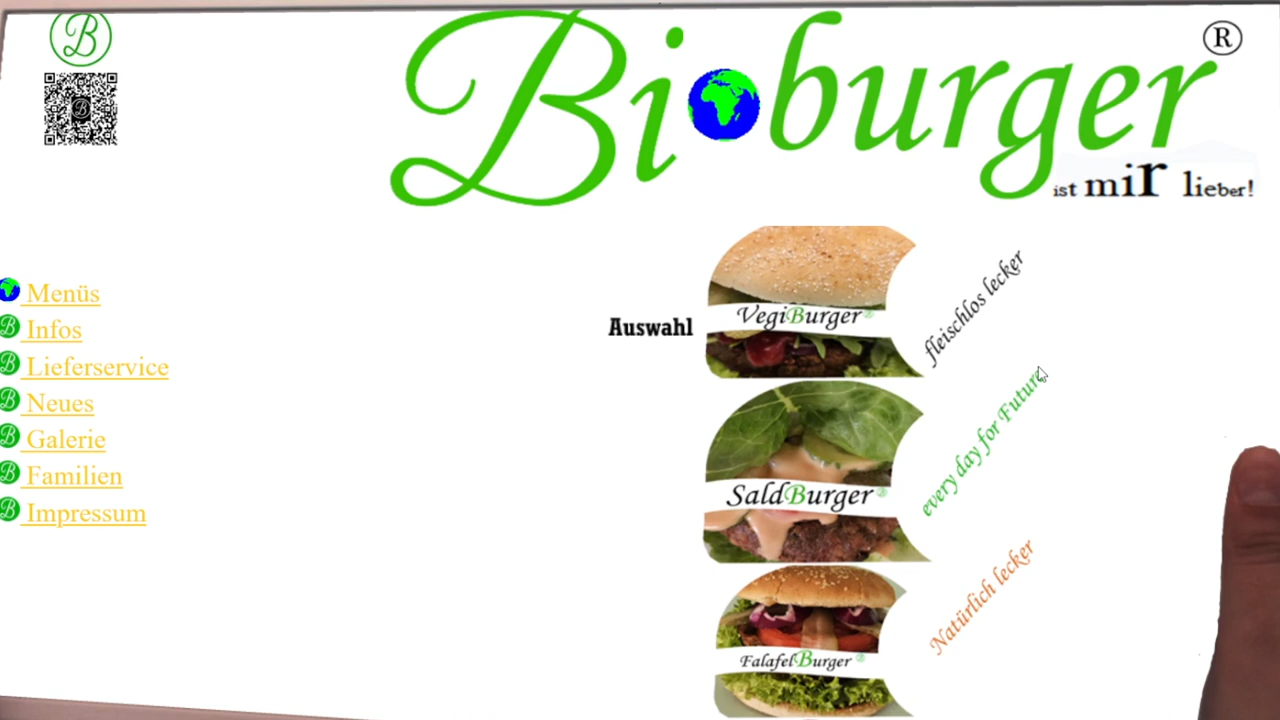 B
Bioburger ®
ist mir lieber!
Menüs
Infos
Lieferservice
Neues
Galerie
Familien
Impressum
Auswahl
VegiBurger®
fleischlos lecker
SaldBurger®
every day for Future
FalafelBurger®
Natürlich lecker